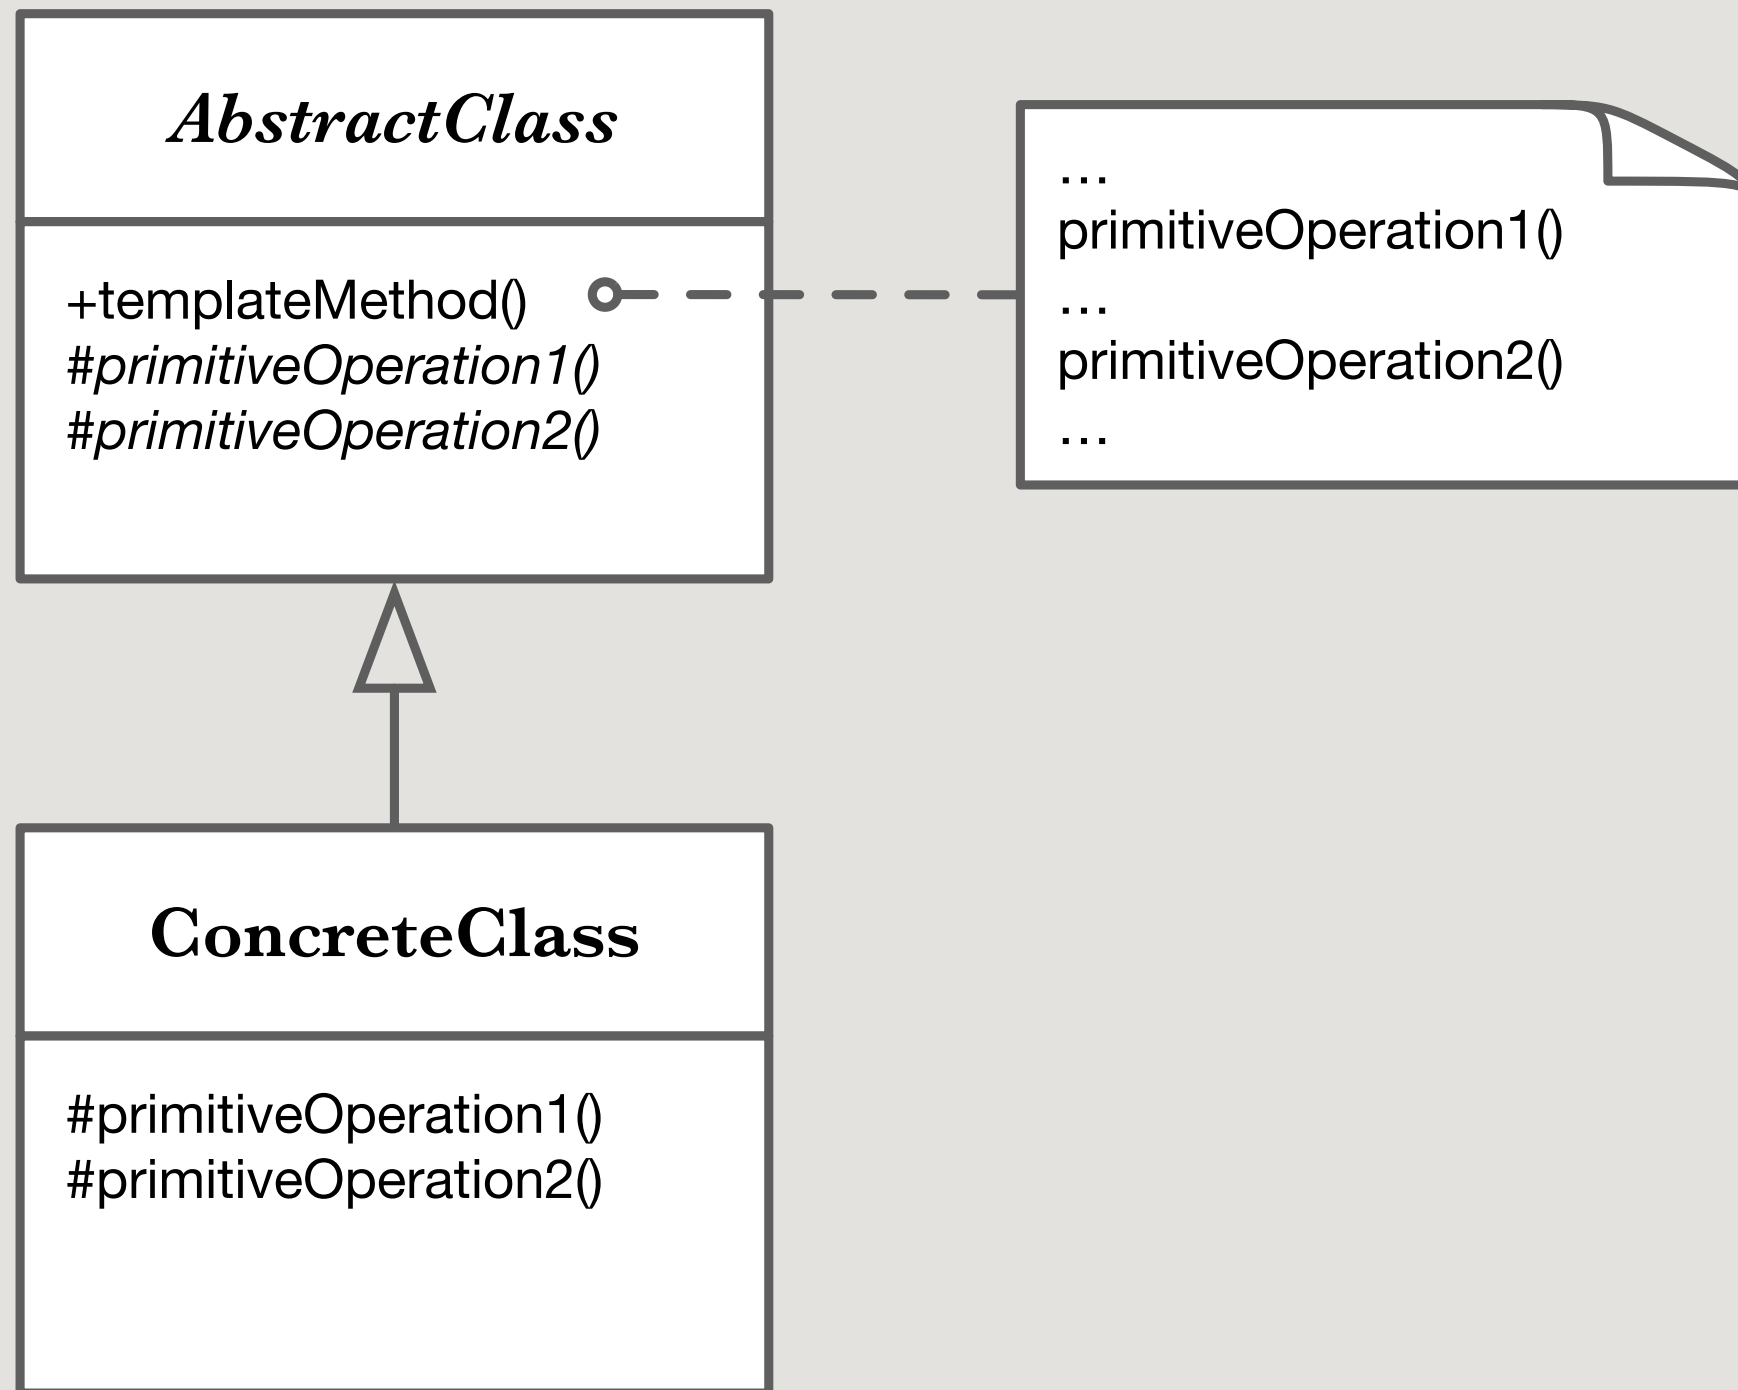 AbstractClass
+templateMethod()
#primitiveOperation1()
#primitiveOperation2()
…
primitiveOperation1()
…
primitiveOperation2()
…
ConcreteClass
#primitiveOperation1()
#primitiveOperation2()